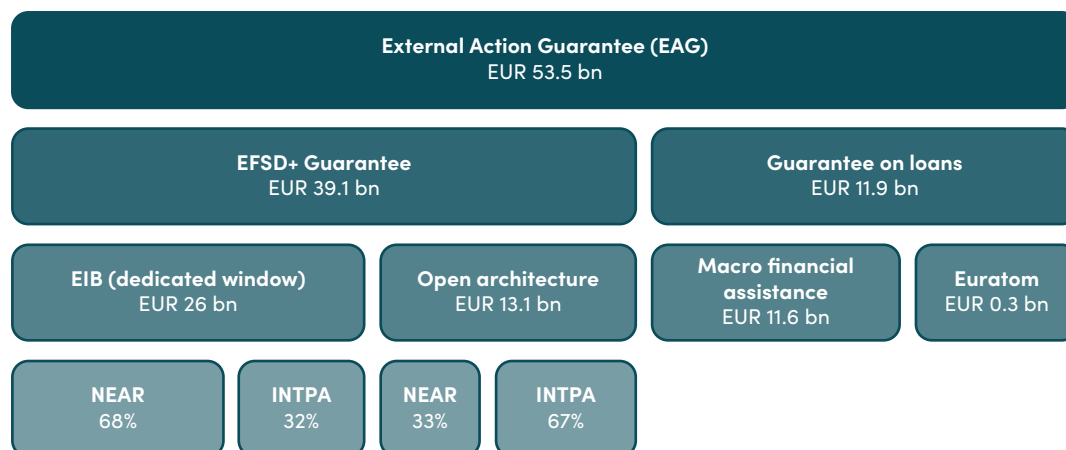 External Action Guarantee (EAG)
EUR 53.5 bn
EFSD+ Guarantee
EUR 39.1 bn
Guarantee on loans
EUR 11.9 bn
EIB (dedicated window)
EUR 26 bn
Open architecture
EUR 13.1 bn
Macro financial
assistance
EUR 11.6 bn
Euratom
EUR 0.3 bn
NEAR
68%
INTPA
32%
NEAR
33%
INTPA
67%